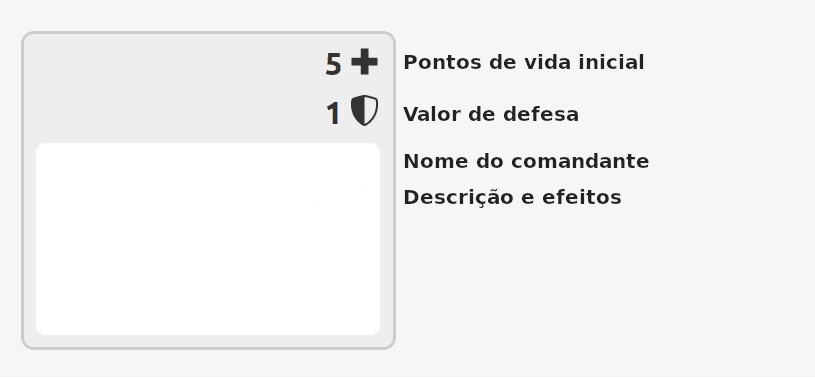 5 Pontos de vida inicial
1 Valor de defesa
Nome do comandante
Descrição e efeitos